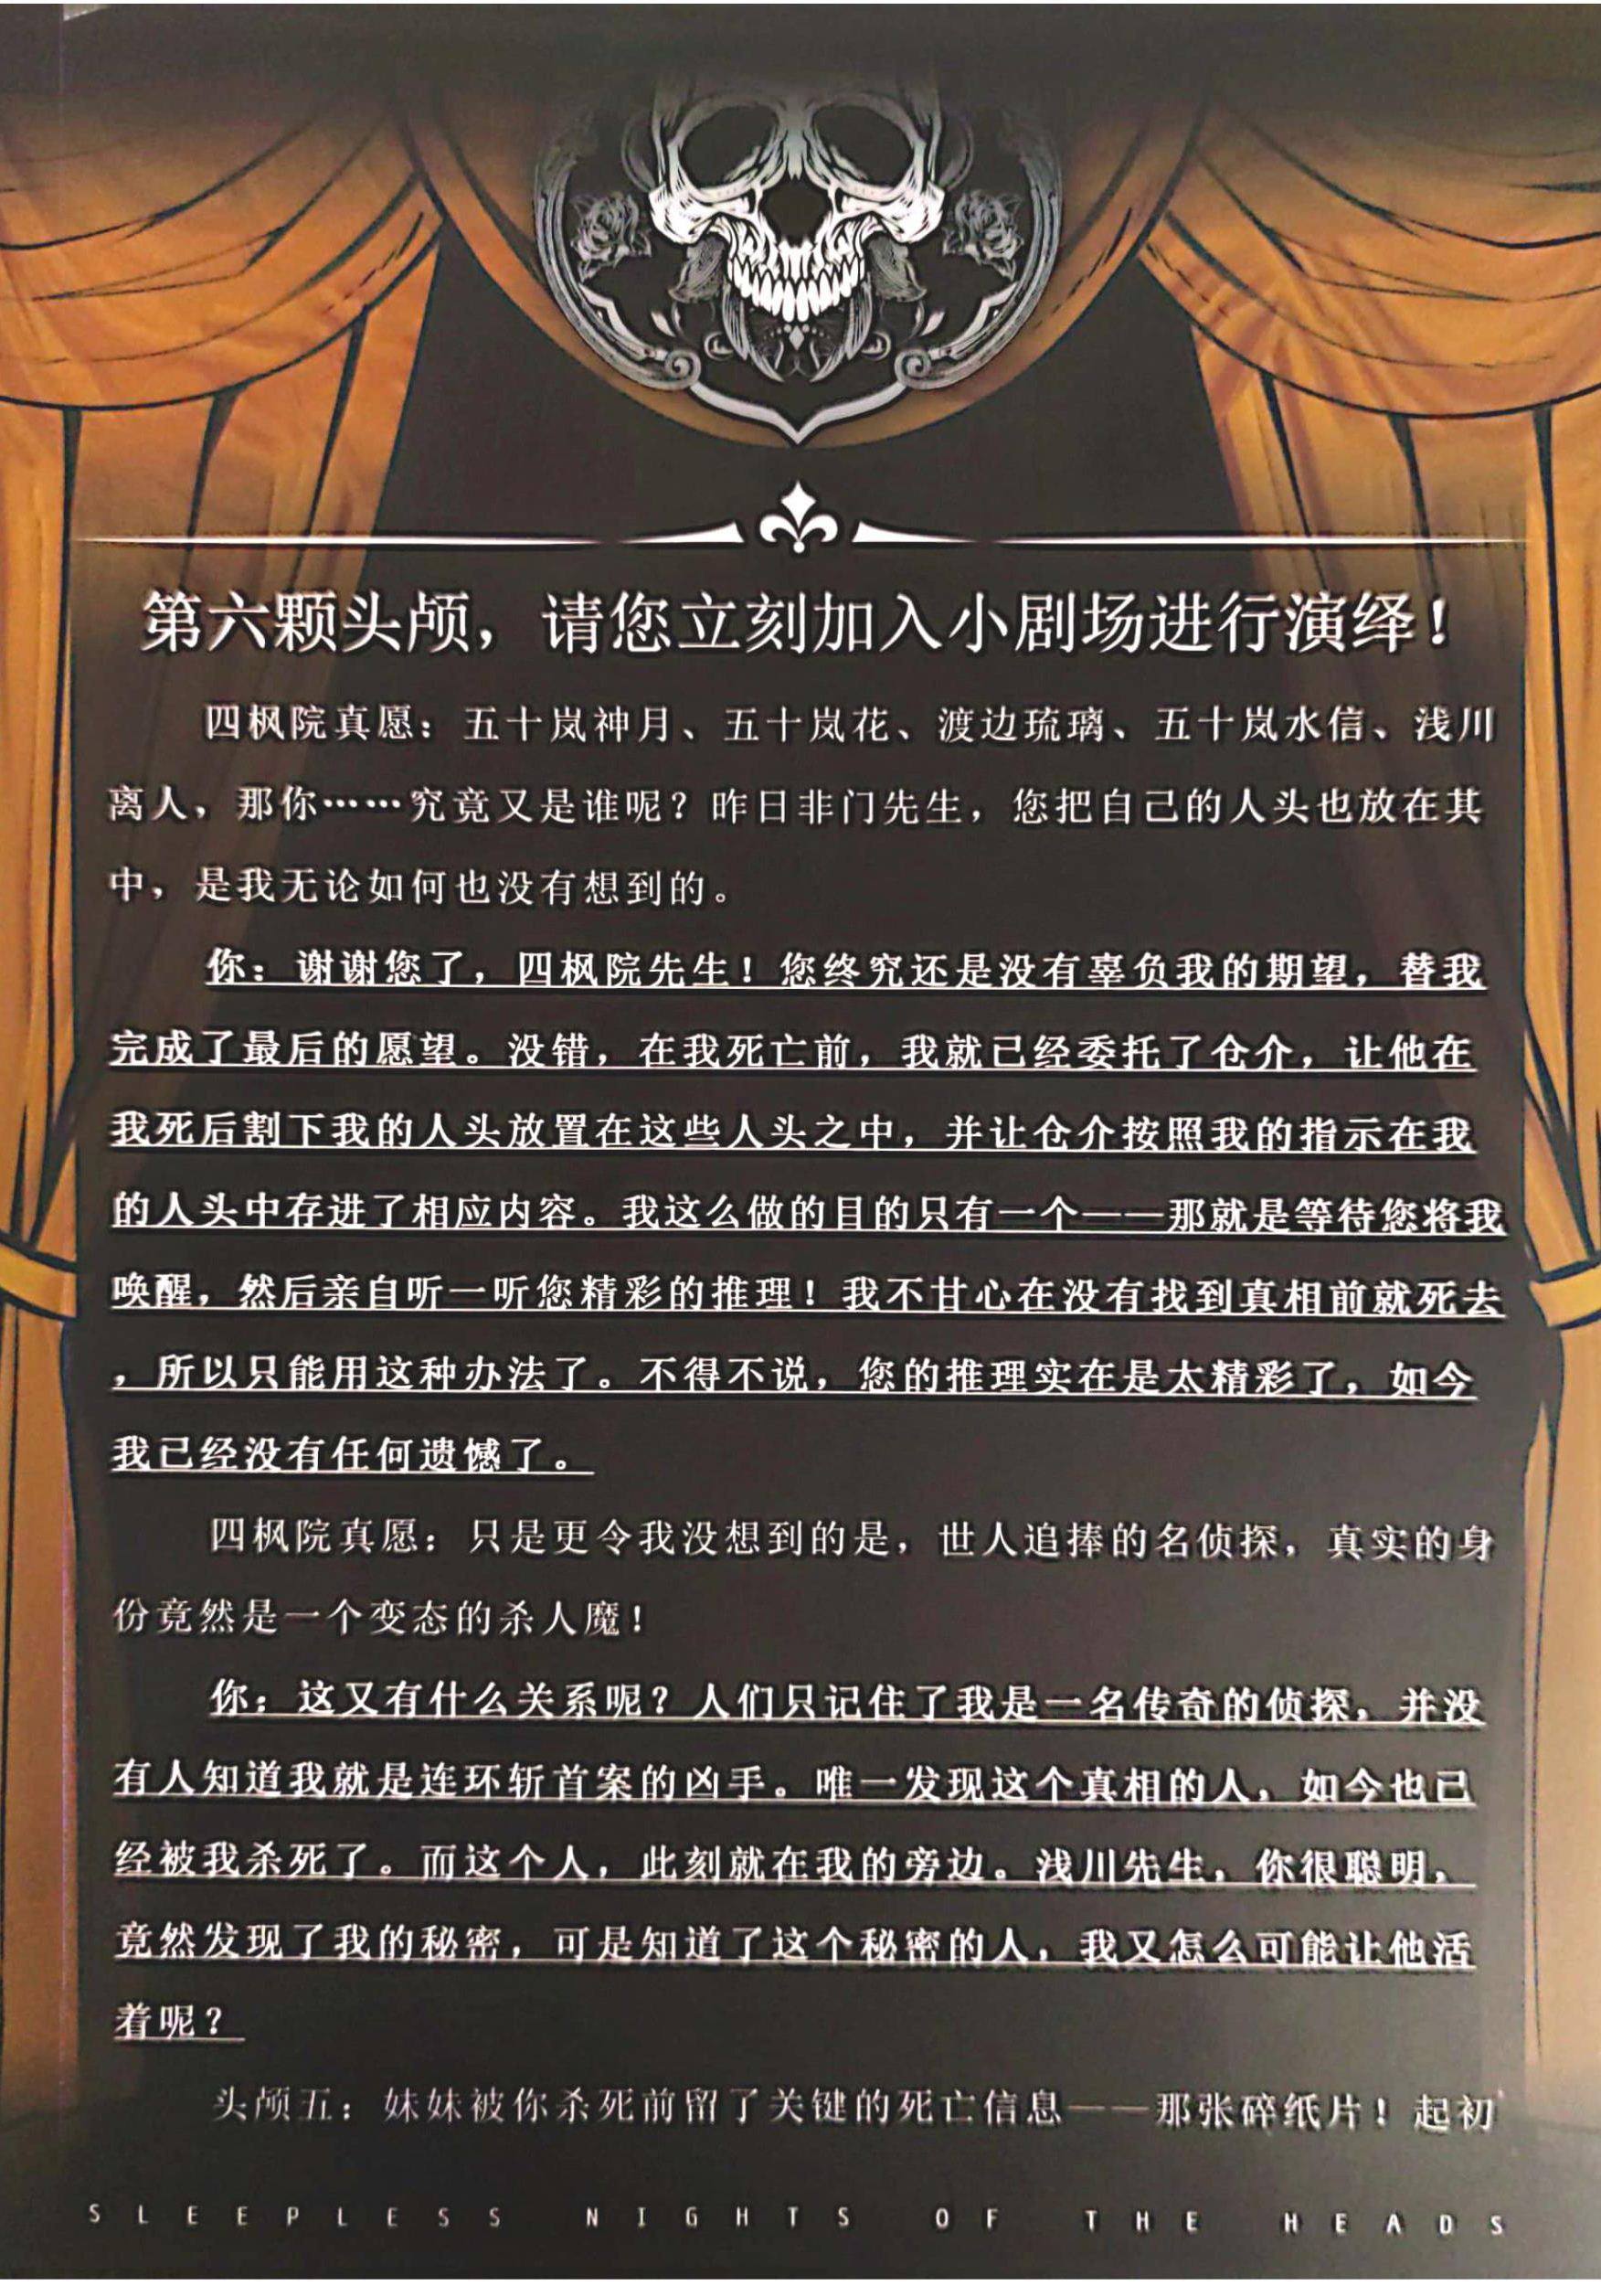 第六颗头颅，请您立刻加入小剧场进行演绎！
四枫院真愿：五十岚神月、五十岚花、渡边琉璃、五十岚水信、浅川
离人，那你……究竟又是谁呢？昨日非门先生，您把自己的人头也放在其
中，是我无论如何也没有想到的。
你：谢谢您了，四枫院先生！您终究还是没有辜负我的期望，替我
完成了最后的愿望。没错，在我死亡前，我就已经委托了仓介，让他在
我死后割下我的人头放置在这些人头之中，并让仓介按照我的指示在我
的人头中存进了相应内容。我这么做的目的只有一个——那就是等待您将我
唤醒，然后亲自听一听您精彩的推理！我不甘心在没有找到真相前就死去
，所以只能用这种办法了。不得不说，您的推理实在是太精彩了，如今
我已经没有任何遗憾了。
四枫院真愿：只是更令我没想到的是，世人追捧的名侦探，真实的身
份竟然是一个变态的杀人魔！
你：这又有什么关系呢？人们只记住了我是一名传奇的侦探，并没
有人知道我就是连环斩首案的凶手。唯一发现这个真相的人，如今也已
经被我杀死了。而这个人，此刻就在我的旁边。浅川先生，你很聪明，
竟然发现了我的秘密，可是知道了这个秘密的人，我又怎么可能让他活
着呢？
头颅五：妹妹被你杀死前留了关键的死亡信息——那张碎纸片！起初
SLEEPLESS NIGHTS OF THE HEADS